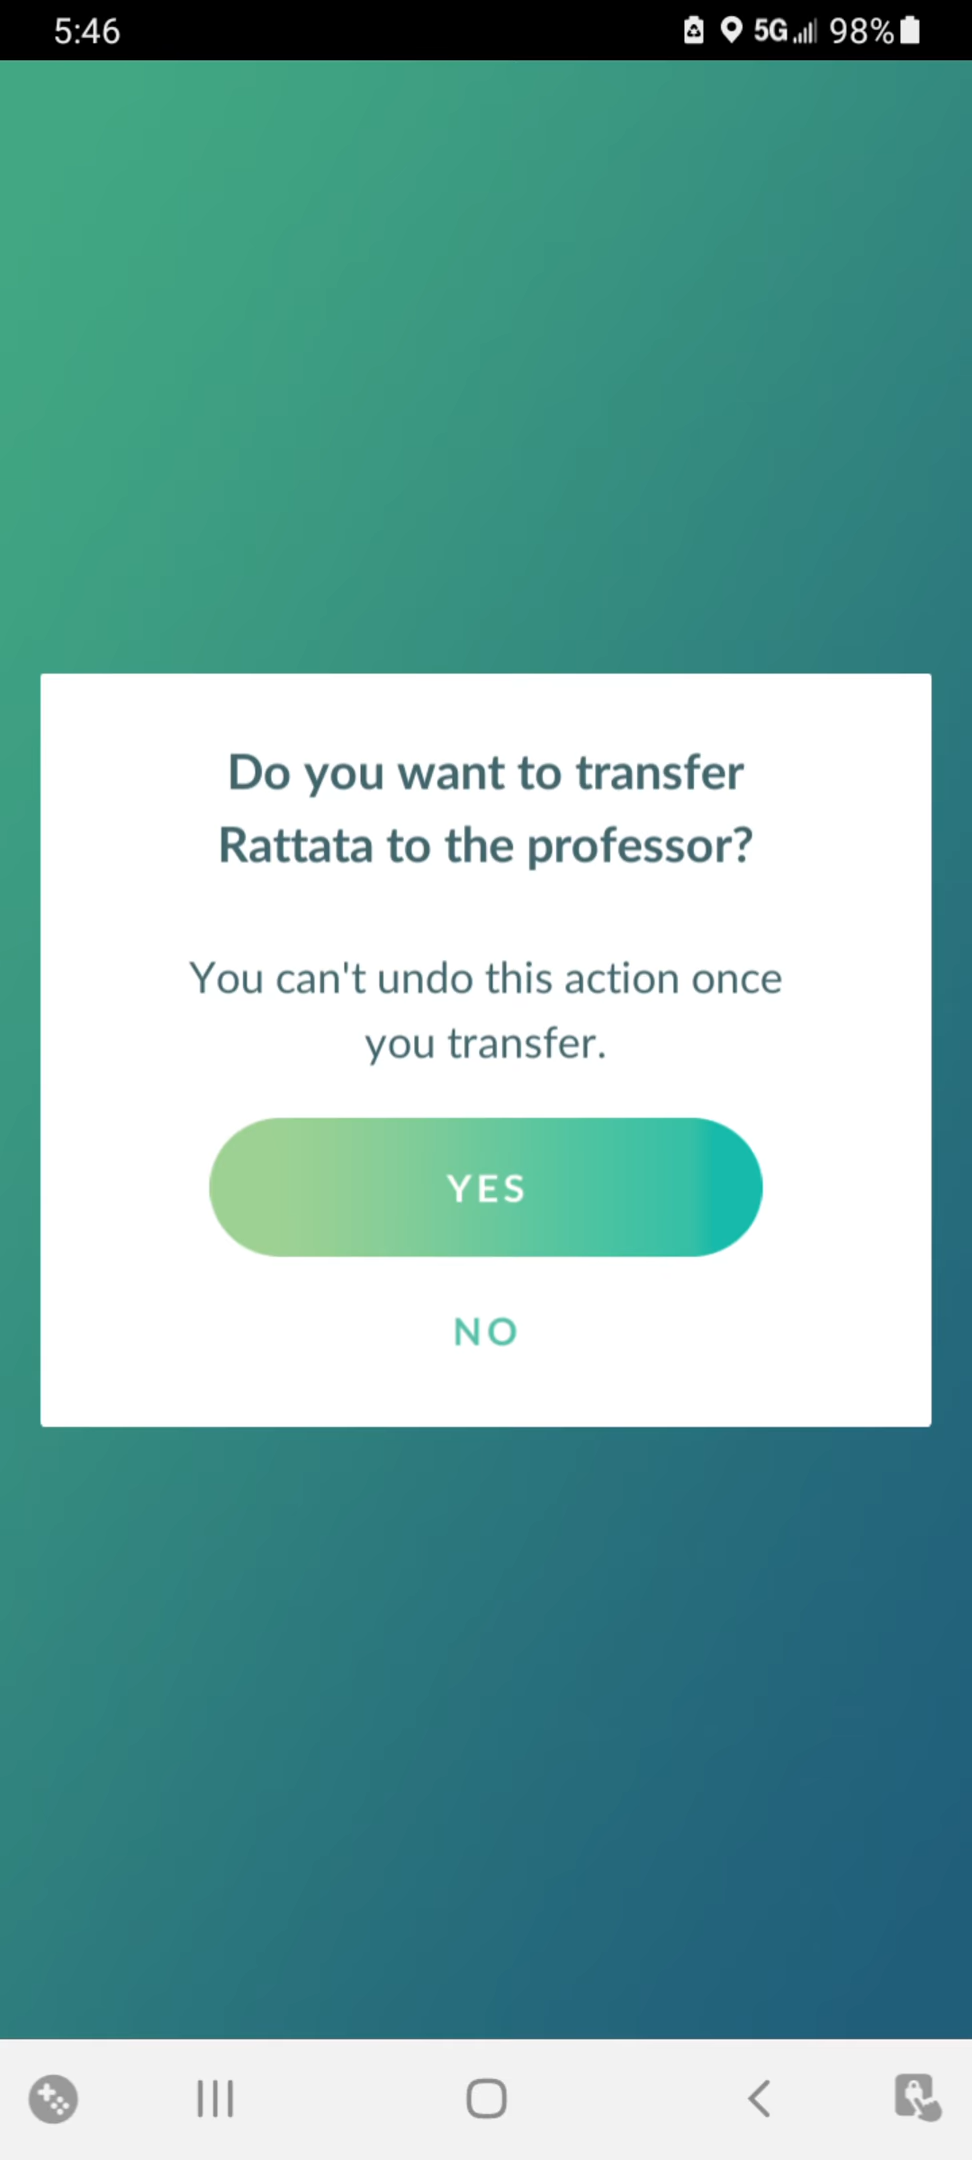 5:46 5G 98%
Do you want to transfer
Rattata to the professor?
You can't undo this action once
you transfer.
YES
NO